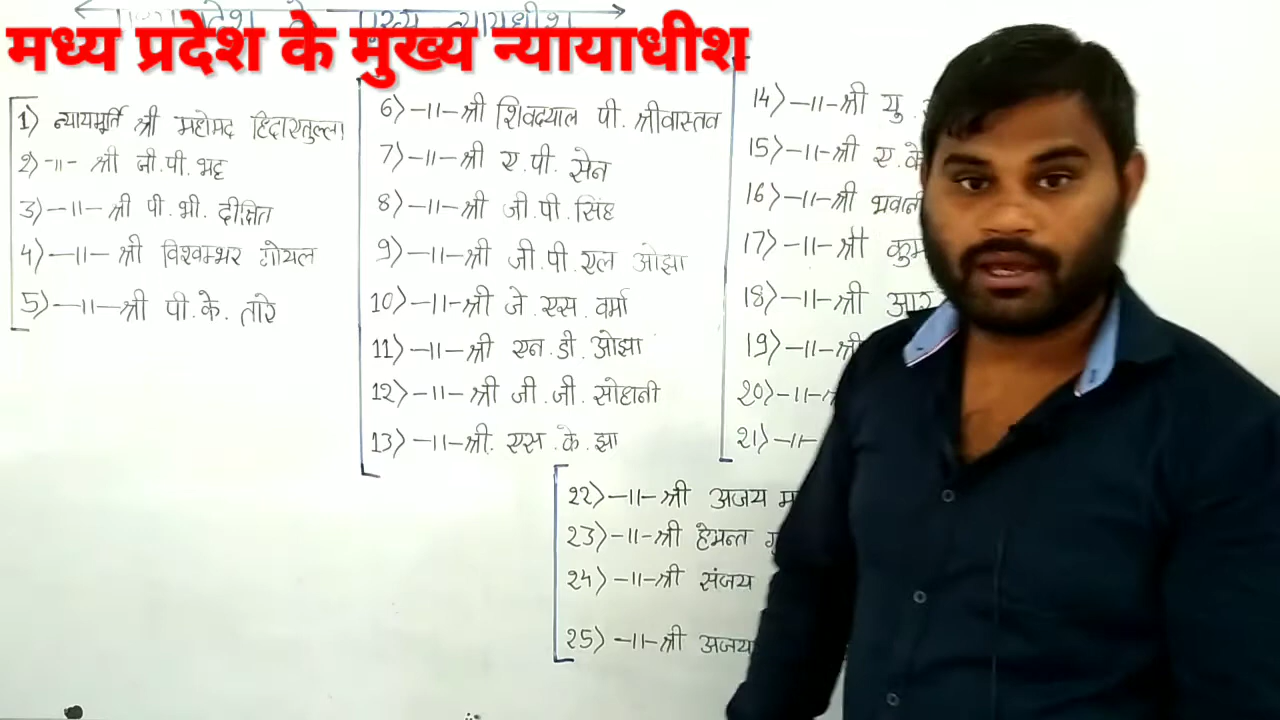 मध्य प्रदेश के मुख्य न्यायाधीश
1) न्यायमूर्ति श्री महोमद हिदायतुल्ला
2) -॥- श्री जी.पी. भट्ट
3) -॥- श्री पी. भी. दीक्षित
4) -॥- श्री विश्वम्भर गोयल
5) -॥- श्री पी.के. तारे
6) -॥- श्री शिवदयाल पी. श्रीवास्तव
7) -॥- श्री ए.पी. सेन
8) -॥- श्री जी.पी. सिंह
9) -॥- श्री जी.पी. एल ओझा
10) -॥- श्री जे. एस. वर्मा
11) -॥- श्री एन. डी. ओझा
12) -॥- श्री जी.जी. सोहानी
13) -॥- श्री. एस. के. झा
14) -॥- श्री यु.
15) -॥- श्री ए.के
16) -॥- श्री भवानी
17) -॥- श्री कुम
18) -॥- श्री आर.
19) -॥- श्री
20) -॥-
21) -॥-
22) -॥- श्री अजय म
23) -॥- श्री हेमन्त गु
24) -॥- श्री संजय
25) -॥- श्री अजय